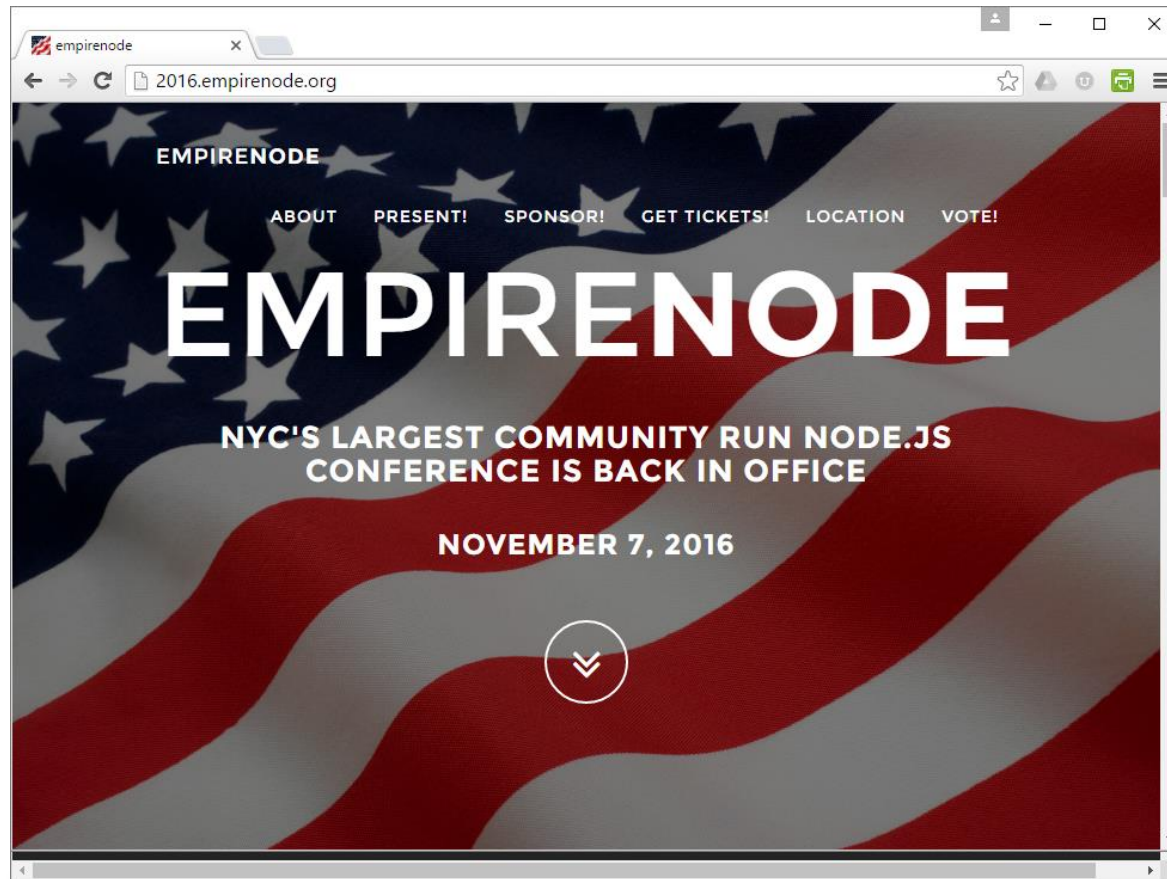 empirenode
2016.empirenode.org
EMPIRENODE
ABOUT PRESENT! SPONSOR! GET TICKETS! LOCATION VOTE!
EMPIRENODE
NYC'S LARGEST COMMUNITY RUN NODE.JS
CONFERENCE IS BACK IN OFFICE
NOVEMBER 7, 2016